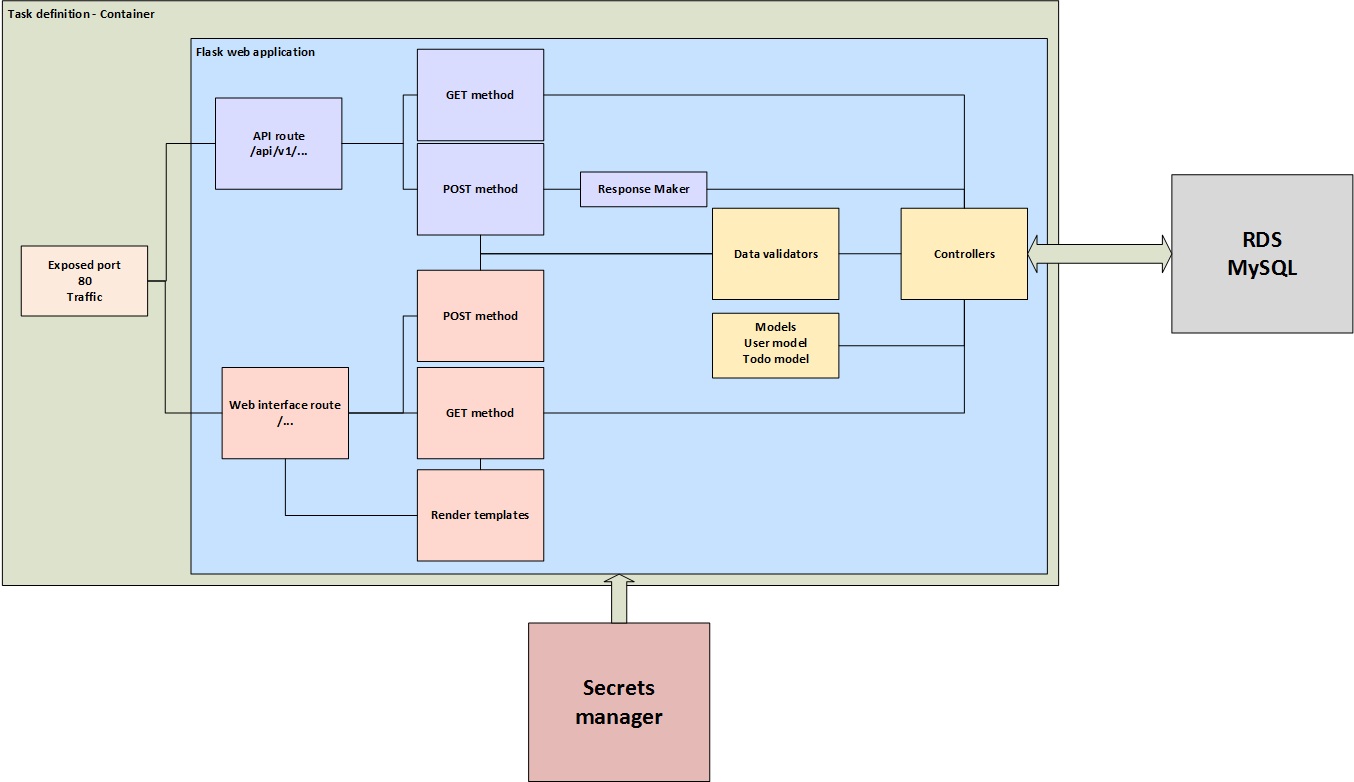 Task definition - Container
Flask web application
GET method
API route
/api/v1/...
POST method
Response Maker
Data validators
Controllers
RDS
MySQL
Exposed port
80
Traffic
POST method
Models
User model
Todo model
Web interface route
/...
GET method
Render templates
Secrets
manager